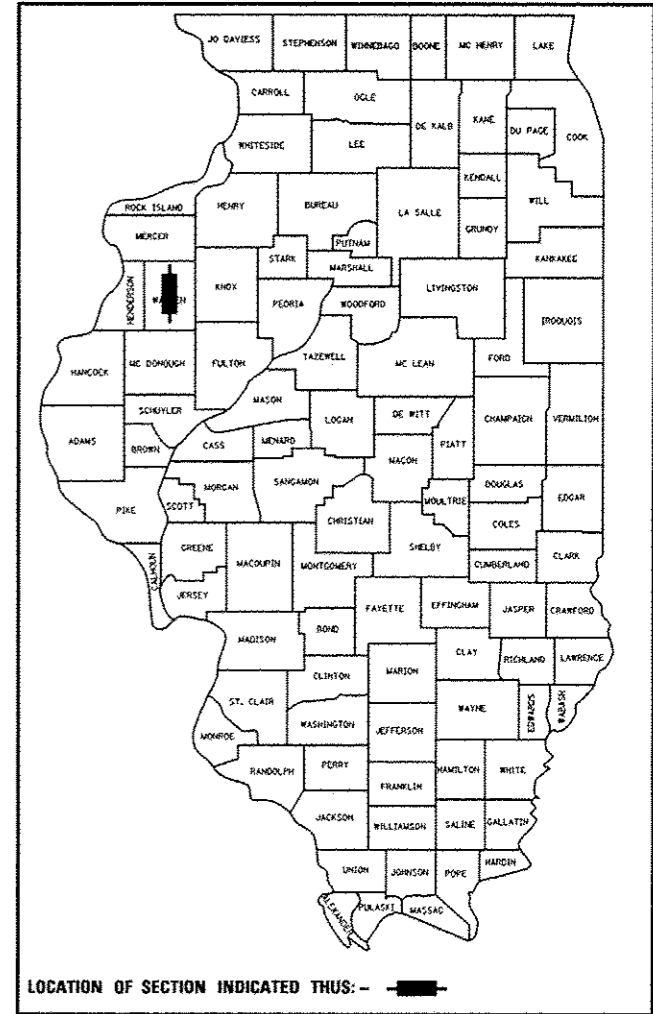 JO DAVIESS STEPHENSON WINNEBAGO BOONE MC HENRY LAKE
CARROLL OGLE DE KALB KANE DU PAGE COOK
WHITESIDE LEE
KENDALL WILL
ROCK ISLAND HENRY BUREAU LA SALLE GRUNDY
MERCER PUTNAM KANKAKEE
STARK MARSHALL
HENDERSON KNOX PEORIA WOODFORD LIVINGSTON IROQUOIS
HANCOCK MC DONOUGH FULTON TAZEWELL MC LEAN FORD
MASON
SCHUYLER LOGAN DE WITT CHAMPAIGN VERMILION
ADAMS BROWN CASS MENARD PIATT
MACON
MORGAN SANGAMON DOUGLAS EDGAR
PIKE SCOTT CHRISTIAN MOULTRIE COLES
SHELBY
CALHOUN GREENE MACOUPIN MONTGOMERY CUMBERLAND CLARK
JERSEY FAYETTE EFFINGHAM JASPER CRAWFORD
MADISON BOND
CLAY RICHLAND LAWRENCE
CLINTON MARION
ST. CLAIR WAYNE EDWARDS WABASH
WASHINGTON JEFFERSON
MONROE
RANDOLPH PERRY HAMILTON WHITE
FRANKLIN
JACKSON WILLIAMSON SALINE GALLATIN
UNION JOHNSON POPE HARDIN
ALEXANDER PULASKI MASSAC
LOCATION OF SECTION INDICATED THUS: -